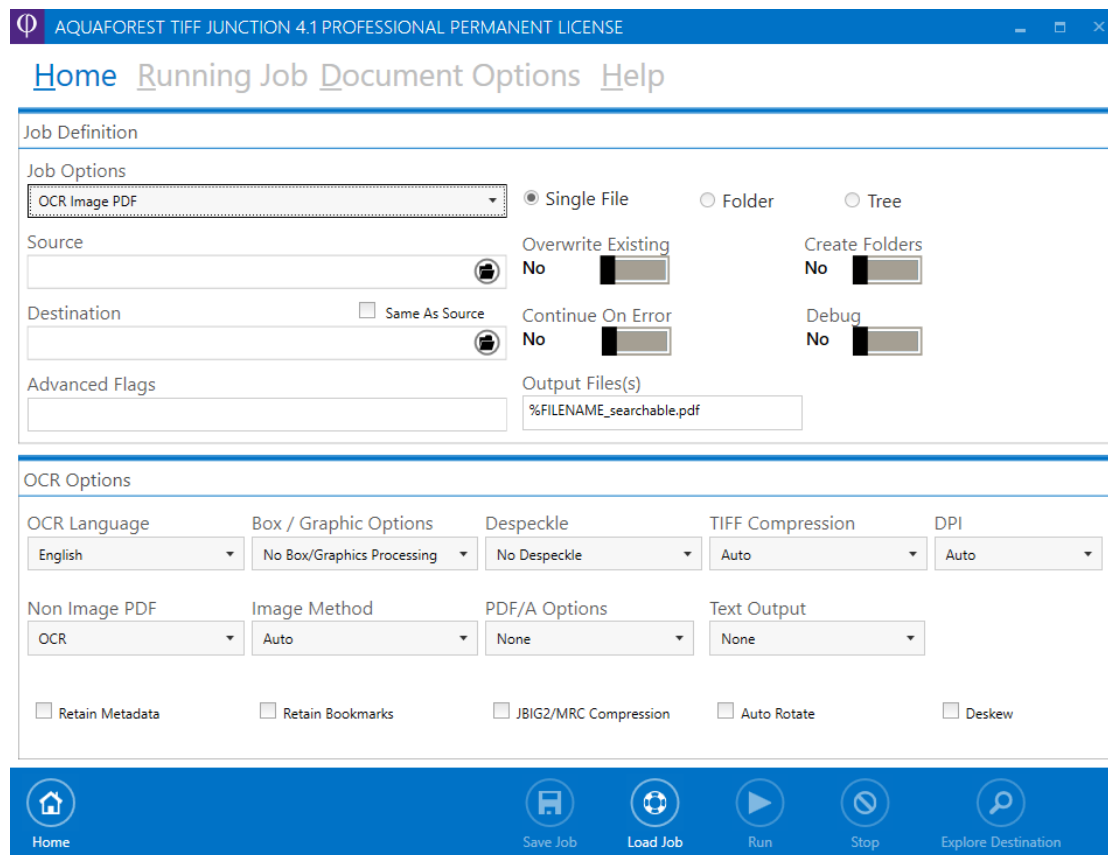 AQUAFOREST TIFF JUNCTION 4.1 PROFESSIONAL PERMANENT LICENSE
Home Running Job Document Options Help
Job Definition
Job Options
OCR Image PDF
Single File Folder Tree
Source
Overwrite Existing Create Folders
No No
Destination Same As Source
Continue On Error Debug
No No
Advanced Flags Output Files(s)
%FILENAME_searchable.pdf
OCR Options
OCR Language Box / Graphic Options Despeckle TIFF Compression DPI
English No Box/Graphics Processing No Despeckle Auto Auto
Non Image PDF Image Method PDF/A Options Text Output
OCR Auto None None
Retain Metadata Retain Bookmarks JBIG2/MRC Compression Auto Rotate Deskew
Home Save Job Load Job Run Stop Explore Destination